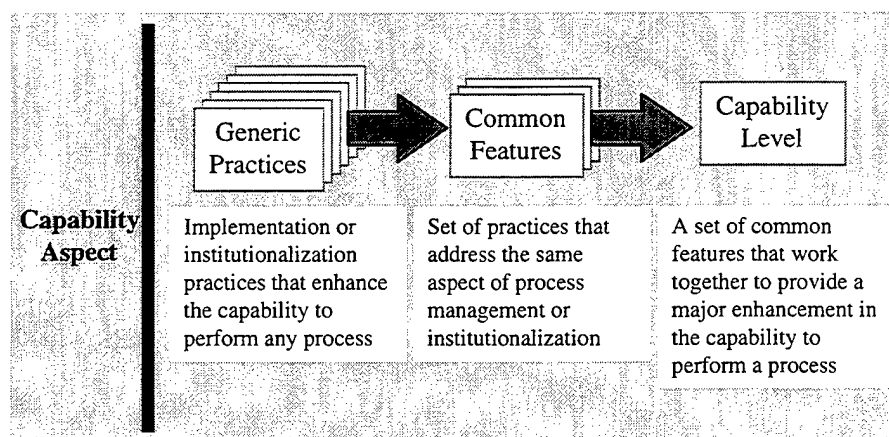 Generic
Practices
Common
Features
Capability
Level
Capability
Aspect
Implementation or
institutionalization
practices that enhance
the capability to
perform any process
Set of practices that
address the same
aspect of process
management or
institutionalization
A set of common
features that work
together to provide a
major enhancement in
the capability to
perform a process